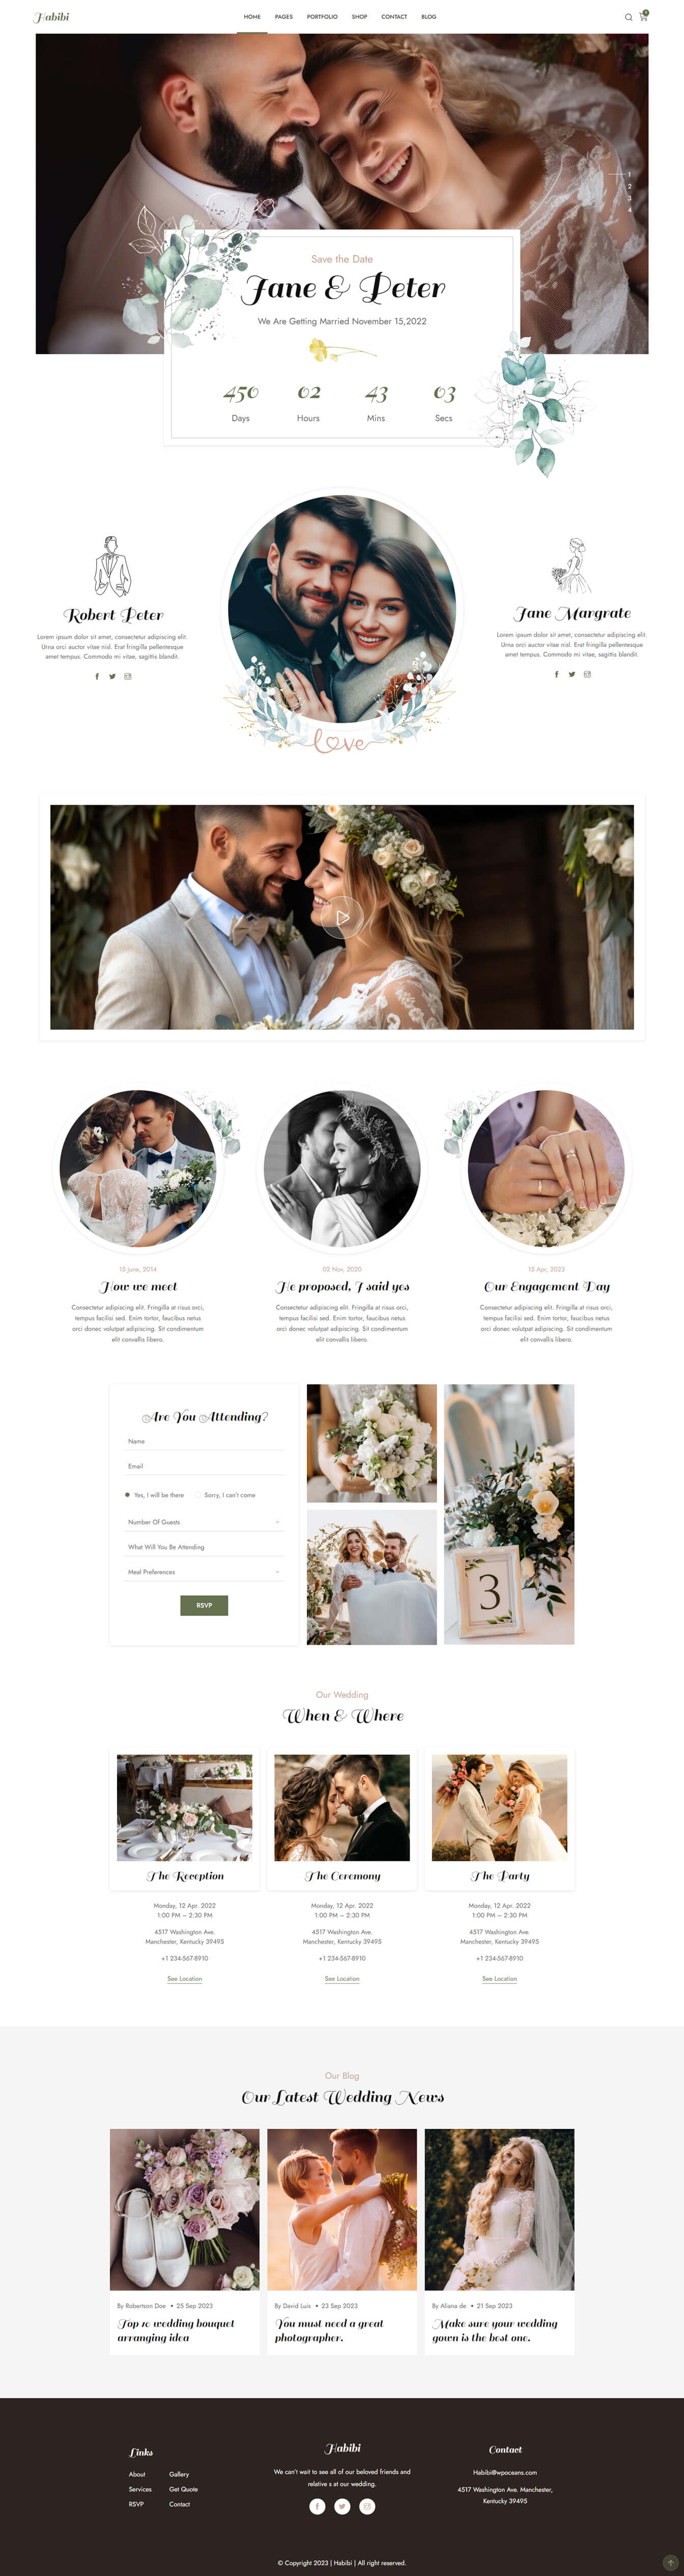 Habibi
HOME PAGES PORTFOLIO SHOP CONTACT BLOG
1
2
3
4
Save the Date
Jane & Peter
We Are Getting Married November 15,2022
450 02 43 03
Days Hours Mins Secs
Robert Peter
Lorem ipsum dolor sit amet, consectetur adipiscing elit.
Urna orci auctor vitae nisl. Erat fringilla pellentesque
amet tempus. Commodo mi vitae, sagittis blandit.
love
Jane Margrate
Lorem ipsum dolor sit amet, consectetur adipiscing elit.
Urna orci auctor vitae nisl. Erat fringilla pellentesque
amet tempus. Commodo mi vitae, sagittis blandit.
15 June, 2014
How we meet
Consectetur adipiscing elit. Fringilla at risus orci,
tempus facilisi sed. Enim tortor, faucibus netus
orci donec volutpat adipiscing. Sit condimentum
elit convallis libero.
02 Nov, 2020
He proposed, I said yes
Consectetur adipiscing elit. Fringilla at risus orci,
tempus facilisi sed. Enim tortor, faucibus netus
orci donec volutpat adipiscing. Sit condimentum
elit convallis libero.
15 Apr, 2023
Our Engagement Day
Consectetur adipiscing elit. Fringilla at risus orci,
tempus facilisi sed. Enim tortor, faucibus netus
orci donec volutpat adipiscing. Sit condimentum
elit convallis libero.
Are You Attending?
Name
Email
Yes, I will be there Sorry, I can't come
Number Of Guests
What Will You Be Attending
Meal Preferences
RSVP
3
Our Wedding
When & Where
The Reception
Monday, 12 Apr. 2022
1:00 PM – 2:30 PM
4517 Washington Ave.
Manchester, Kentucky 39495
+1 234-567-8910
See Location
The Ceremony
Monday, 12 Apr. 2022
1:00 PM – 2:30 PM
4517 Washington Ave.
Manchester, Kentucky 39495
+1 234-567-8910
See Location
The Party
Monday, 12 Apr. 2022
1:00 PM – 2:30 PM
4517 Washington Ave.
Manchester, Kentucky 39495
+1 234-567-8910
See Location
Our Blog
Our Latest Wedding News
By Robertson Doe • 25 Sep 2023
Top 10 wedding bouquet
arranging idea
By David Luis • 23 Sep 2023
You must need a great
photographer.
By Aliana de • 21 Sep 2023
Make sure your wedding
gown is the best one.
Links
About Gallery
Services Get Quote
RSVP Contact
Habibi
We can't wait to see all of our beloved friends and
relative s at our wedding.
Contact
Habibi@wpoceans.com
4517 Washington Ave. Manchester,
Kentucky 39495
© Copyright 2023 | Habibi | All right reserved.